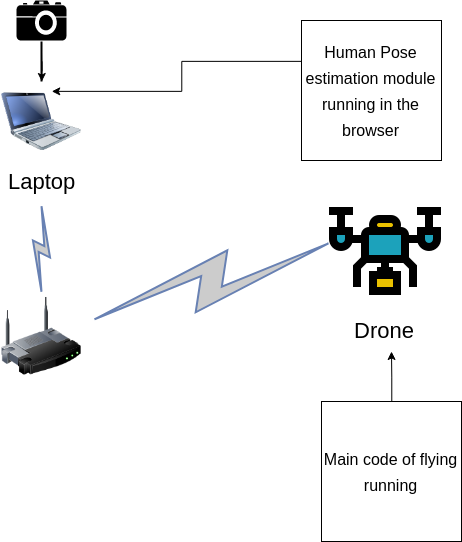 Human Pose
estimation module
running in the
browser
Laptop
Drone
Main code of flying
running